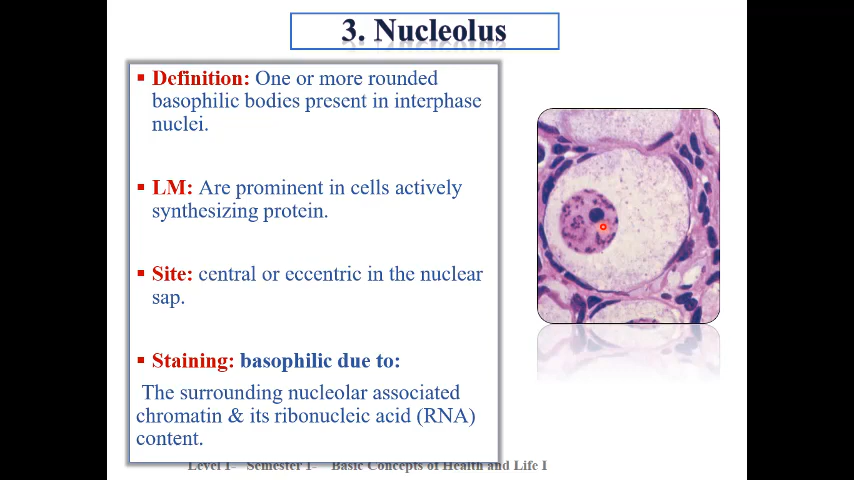 3. Nucleolus
▪ Definition: One or more rounded
basophilic bodies present in interphase
nuclei.
▪ LM: Are prominent in cells actively
synthesizing protein.
▪ Site: central or eccentric in the nuclear
sap.
▪ Staining: basophilic due to:
The surrounding nucleolar associated
chromatin & its ribonucleic acid (RNA)
content.
Level 1- Semester 1- Basic Concepts of Health and Life I